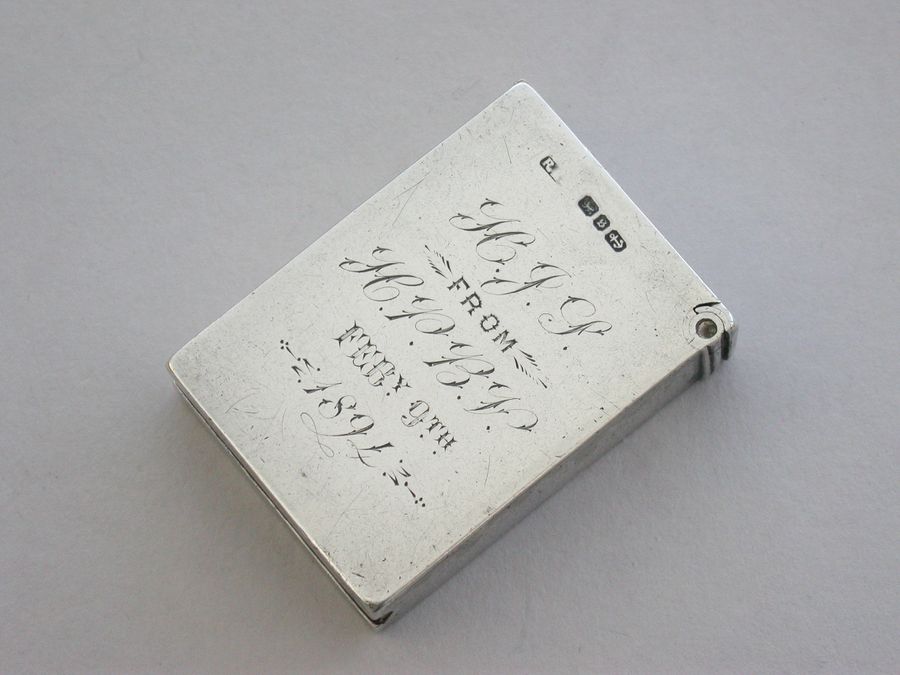 R.
H.J.S.
FROM
H.P.B.V.
FEBY. 9TH.
1894.